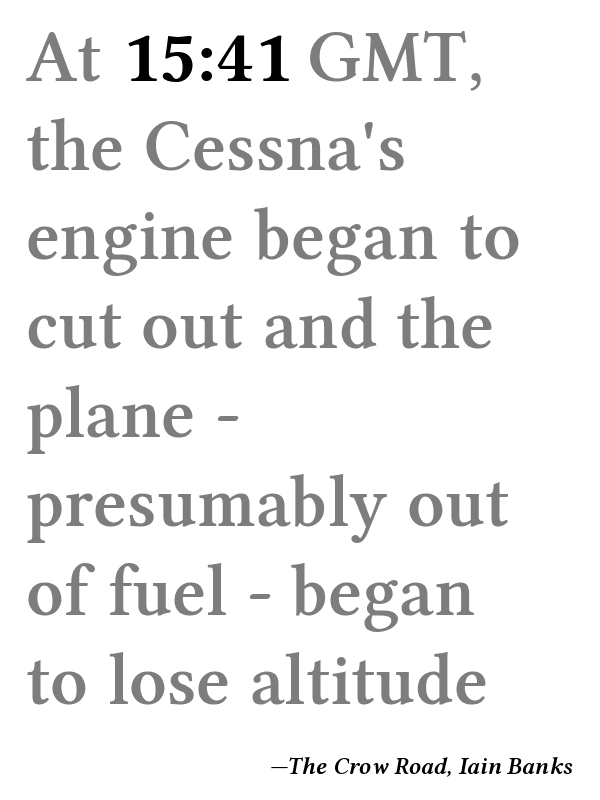 At 15:41 GMT,
the Cessna's
engine began to
cut out and the
plane -
presumably out
of fuel - began
to lose altitude
—The Crow Road, Iain Banks